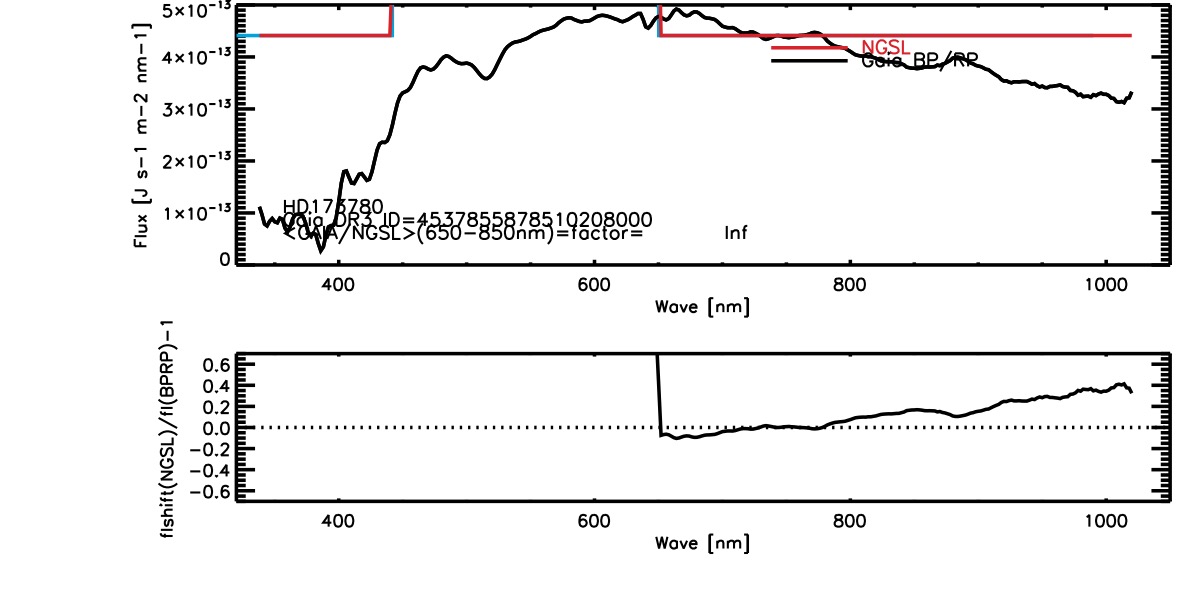 5×10−13
4×10−13
3×10−13
2×10−13
1×10−13
0
Flux [J s−1 m−2 nm−1]
NGSL
Gaia BP/RP
HD173780
Gaia DR3 ID=4537855878510208000
<GAIA/NGSL>(650−850nm)=factor= Inf
400 600 800 1000
Wave [nm]
0.6
0.4
0.2
0.0
−0.2
−0.4
−0.6
flshift(NGSL)/fl(BPRP)−1
400 600 800 1000
Wave [nm]